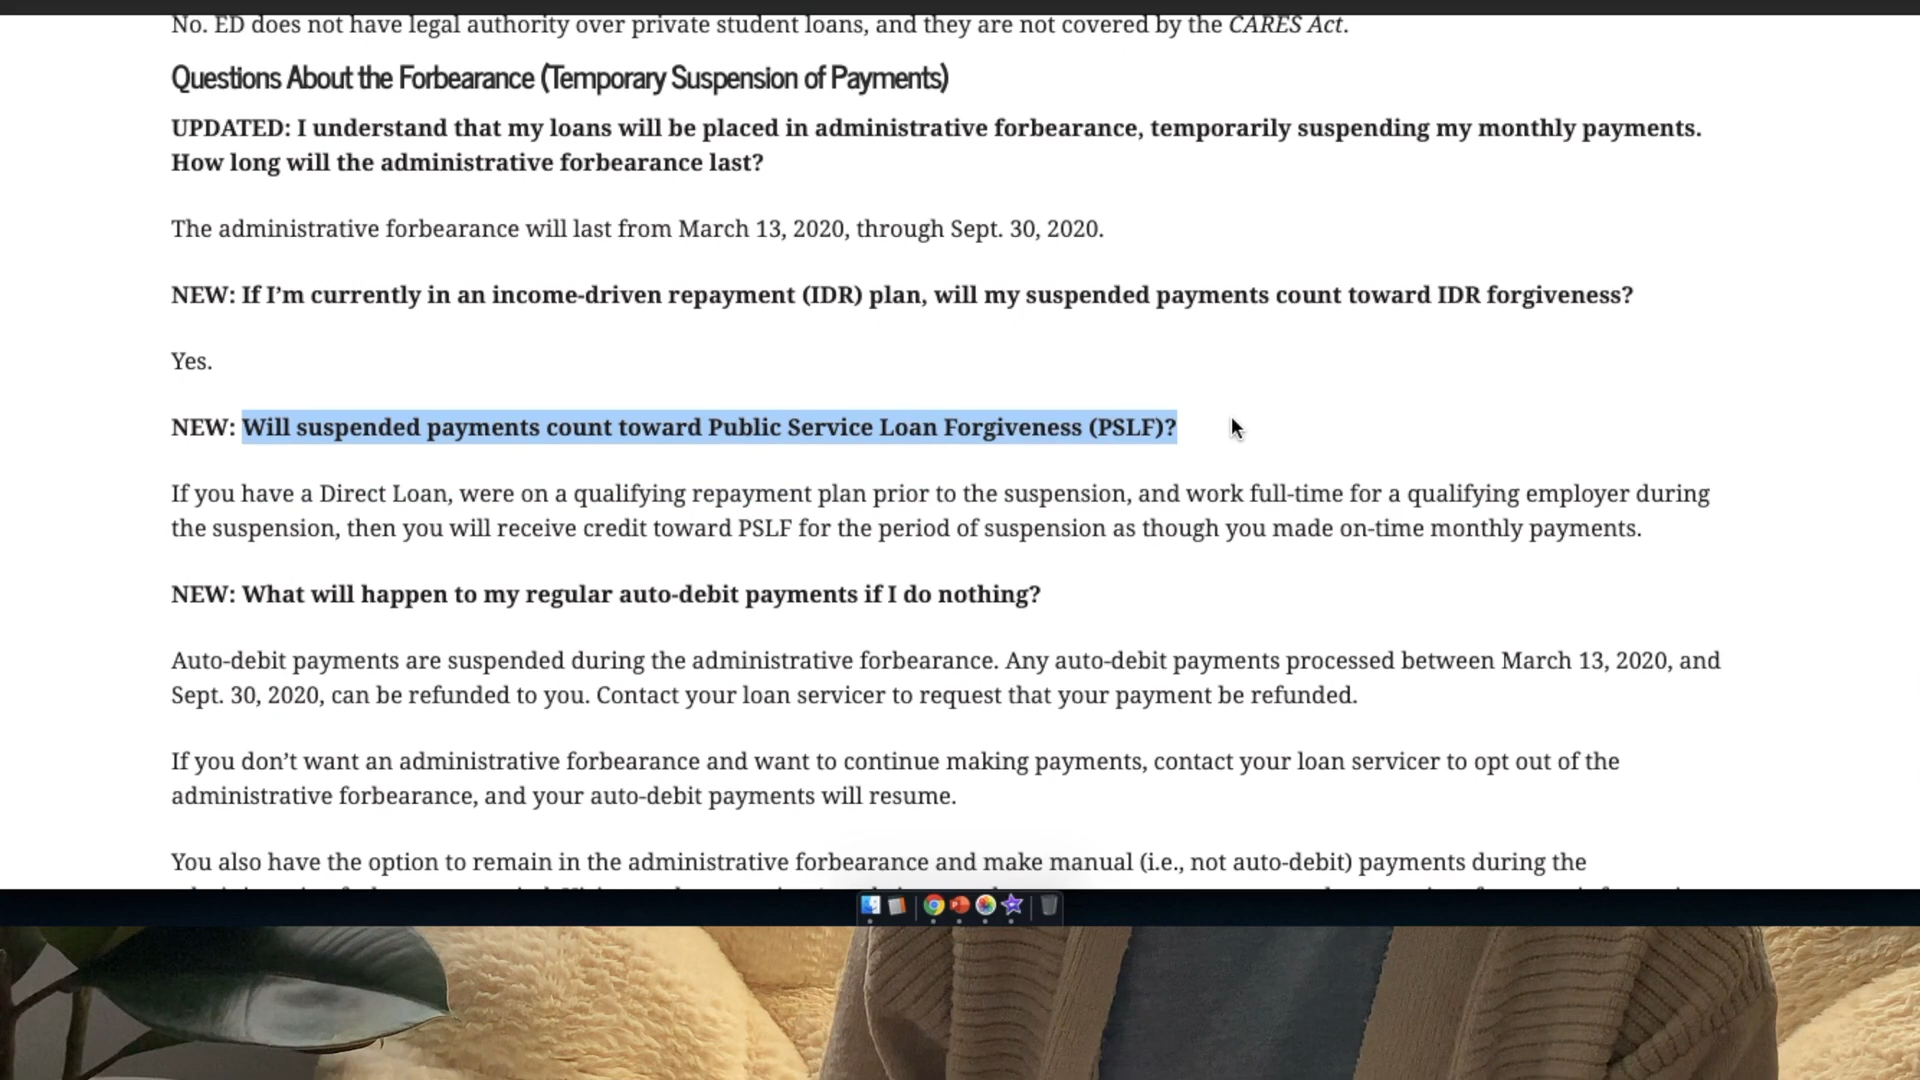 No. ED does not have legal authority over private student loans, and they are not covered by the CARES Act.
Questions About the Forbearance (Temporary Suspension of Payments)
UPDATED: I understand that my loans will be placed in administrative forbearance, temporarily suspending my monthly payments.
How long will the administrative forbearance last?
The administrative forbearance will last from March 13, 2020, through Sept. 30, 2020.
NEW: If I’m currently in an income-driven repayment (IDR) plan, will my suspended payments count toward IDR forgiveness?
Yes.
NEW: Will suspended payments count toward Public Service Loan Forgiveness (PSLF)?
If you have a Direct Loan, were on a qualifying repayment plan prior to the suspension, and work full-time for a qualifying employer during
the suspension, then you will receive credit toward PSLF for the period of suspension as though you made on-time monthly payments.
NEW: What will happen to my regular auto-debit payments if I do nothing?
Auto-debit payments are suspended during the administrative forbearance. Any auto-debit payments processed between March 13, 2020, and
Sept. 30, 2020, can be refunded to you. Contact your loan servicer to request that your payment be refunded.
If you don’t want an administrative forbearance and want to continue making payments, contact your loan servicer to opt out of the
administrative forbearance, and your auto-debit payments will resume.
You also have the option to remain in the administrative forbearance and make manual (i.e., not auto-debit) payments during the